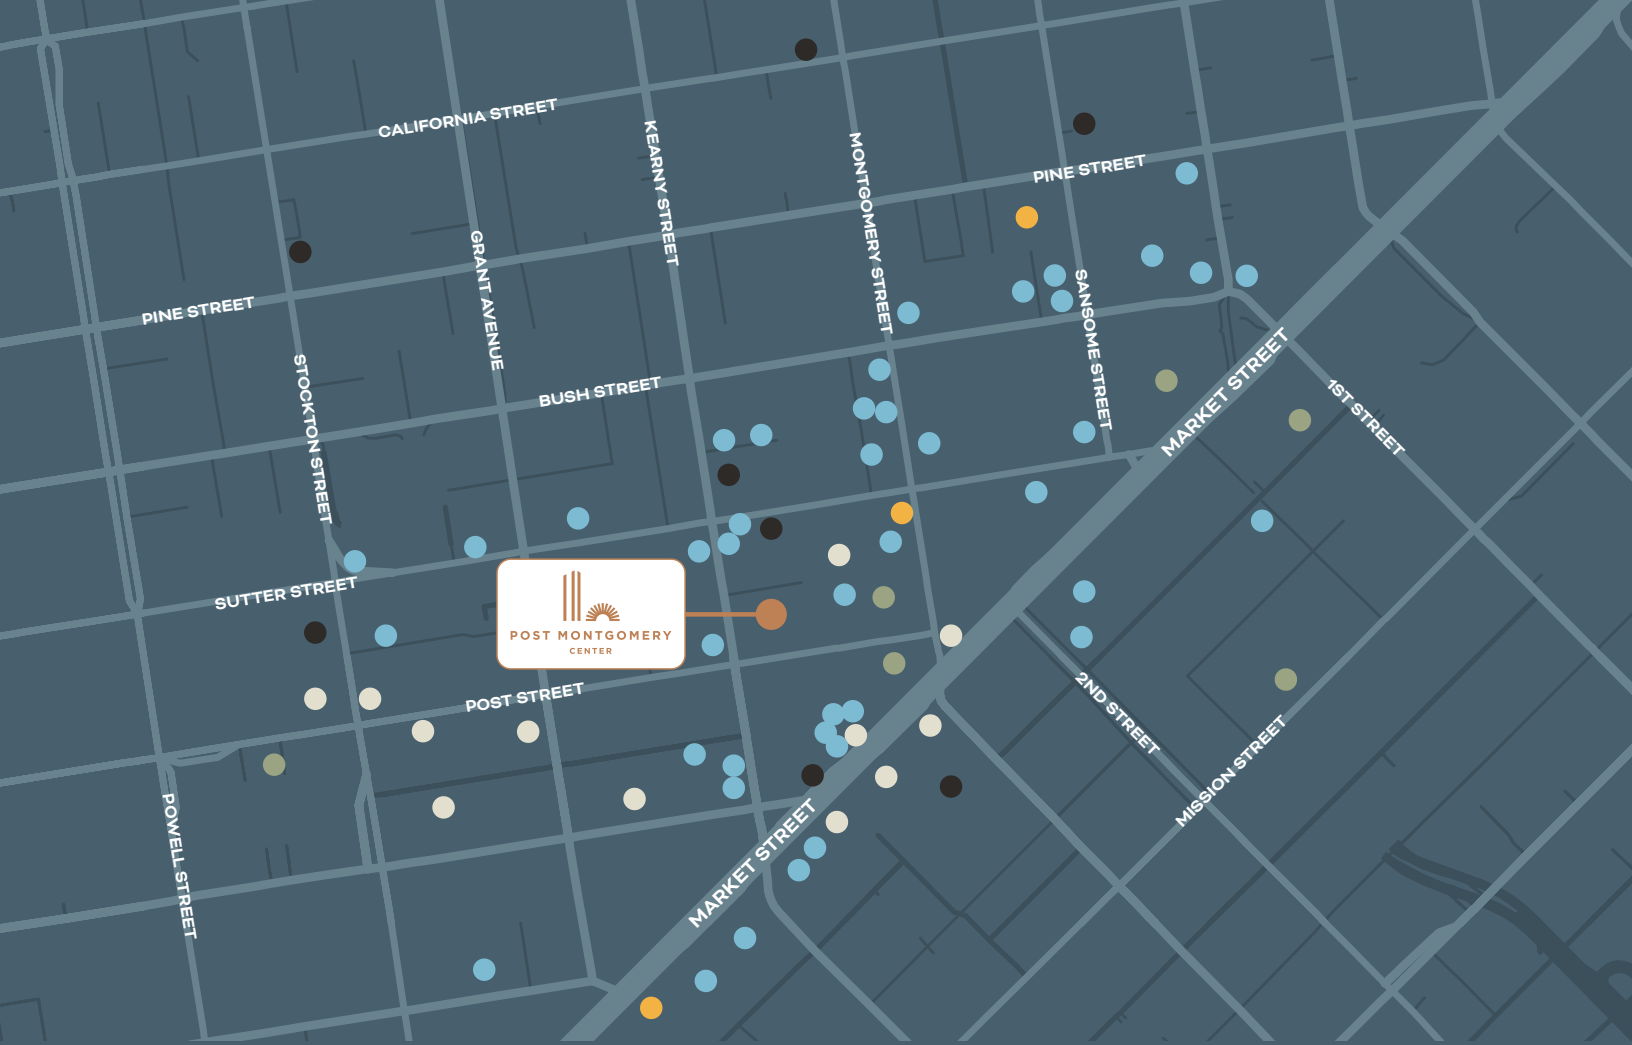 CALIFORNIA STREET
KEARNY STREET
MONTGOMERY STREET
PINE STREET
GRANT AVENUE
SANSOME STREET
PINE STREET
STOCKTON STREET
BUSH STREET
MARKET STREET
1ST STREET
SUTTER STREET
POST MONTGOMERY
CENTER
POST STREET
2ND STREET
MISSION STREET
POWELL STREET
MARKET STREET